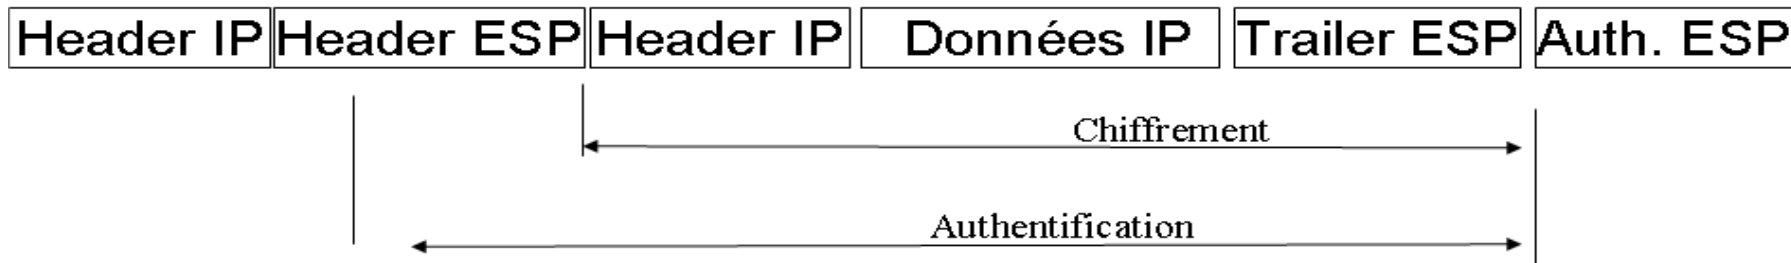 Header IP Header ESP Header IP Données IP Trailer ESP Auth. ESP
Chiffrement
Authentification